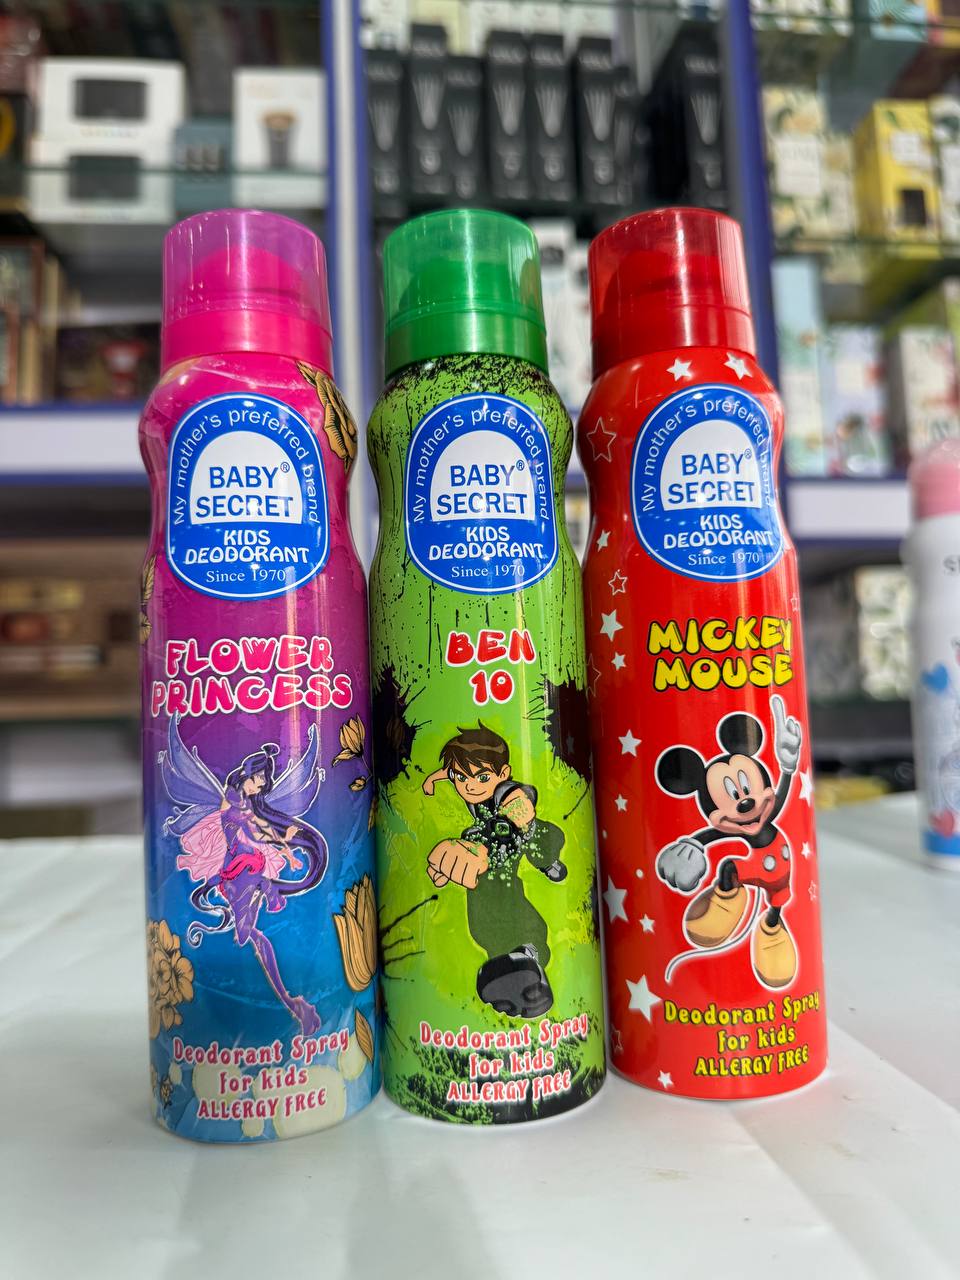 My mother's preferred brand
BABY®
SECRET
KIDS
DEODORANT
Since 1970
FLOWER
PRINCESS
Deodorant Spray
for kids
ALLERGY FREE
My mother's preferred brand
BABY®
SECRET
KIDS
DEODORANT
Since 1970
BEN
10
Deodorant Spray
for kids
ALLERGY FREE
My mother's preferred brand
BABY®
SECRET
KIDS
DEODORANT
Since 1970
MICKEY
MOUSE
Deodorant Spray
for kids
ALLERGY FREE